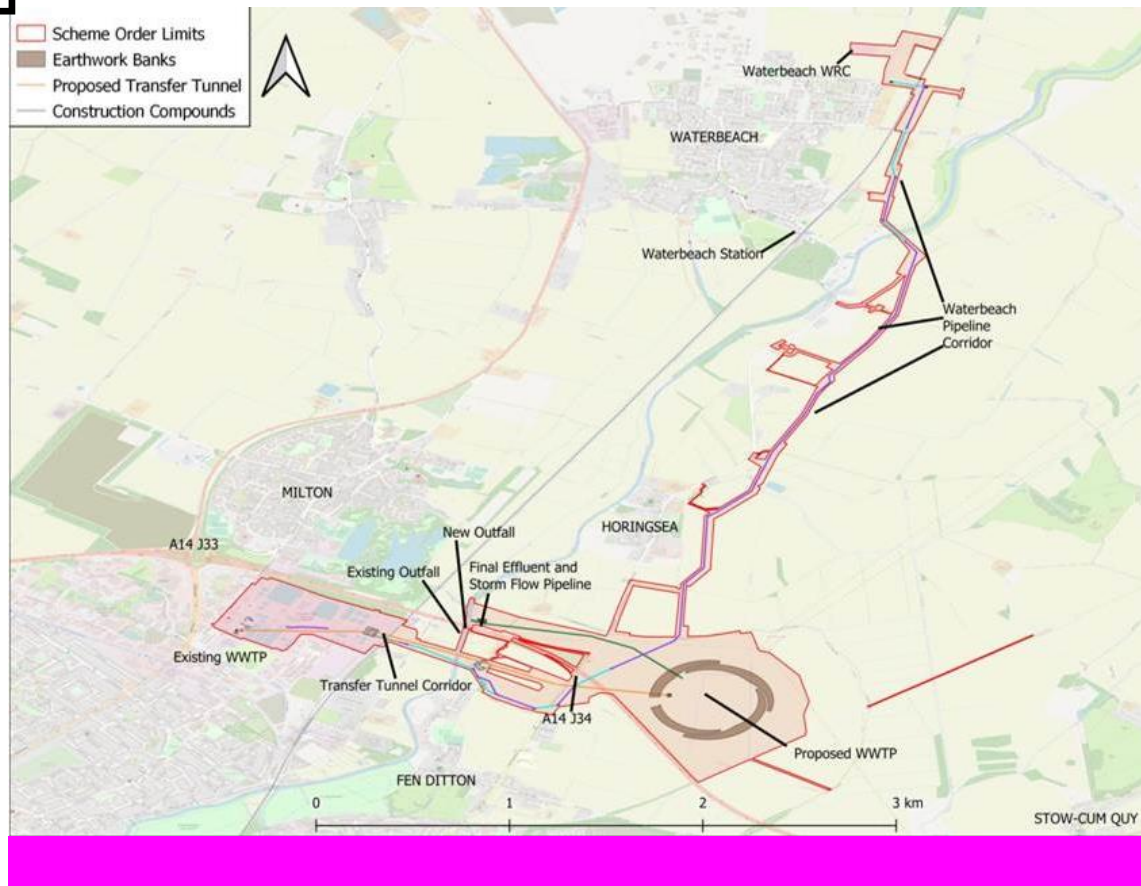 Scheme Order Limits
Earthwork Banks
Proposed Transfer Tunnel
Construction Compounds
Waterbeach WRC
WATERBEACH
Waterbeach Station
Waterbeach
Pipeline
Corridor
MILTON
HORINGSEA
New Outfall
A14 J33
Existing Outfall
Final Effluent and
Storm Flow Pipeline
Existing WWTP
Transfer Tunnel Corridor
A14 J34
Proposed WWTP
FEN DITTON
0 1 2 3 km
STOW-CUM QUY